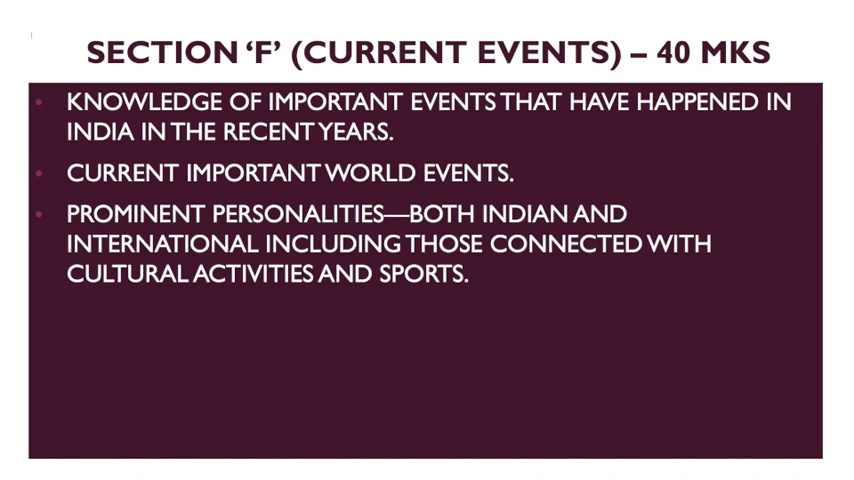 SECTION ‘F’ (CURRENT EVENTS) – 40 MKS
• KNOWLEDGE OF IMPORTANT EVENTS THAT HAVE HAPPENED IN
INDIA IN THE RECENT YEARS.
• CURRENT IMPORTANT WORLD EVENTS.
• PROMINENT PERSONALITIES—BOTH INDIAN AND
INTERNATIONAL INCLUDING THOSE CONNECTED WITH
CULTURAL ACTIVITIES AND SPORTS.